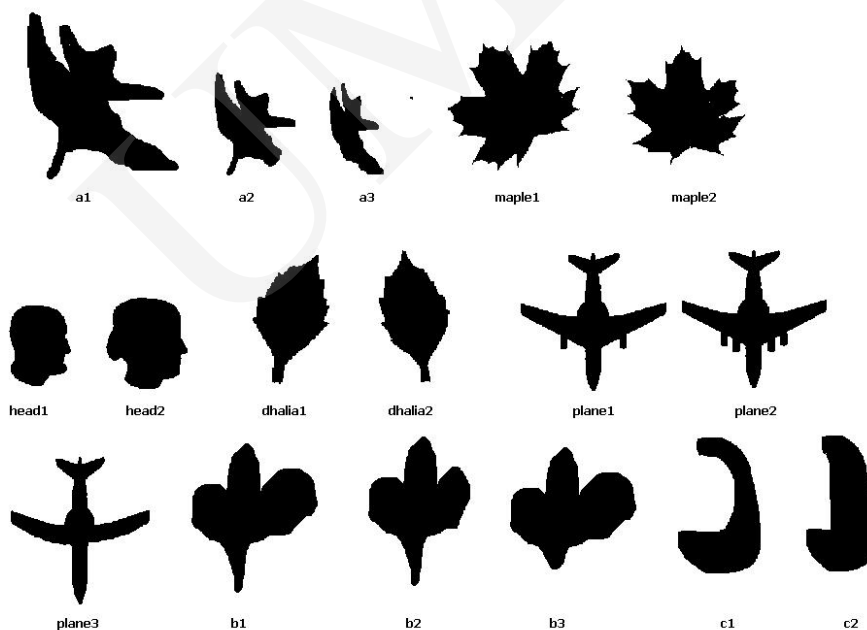 a1 a2 a3 maple1 maple2
head1 head2 dhalia1 dhalia2 plane1 plane2
plane3 b1 b2 b3 c1 c2